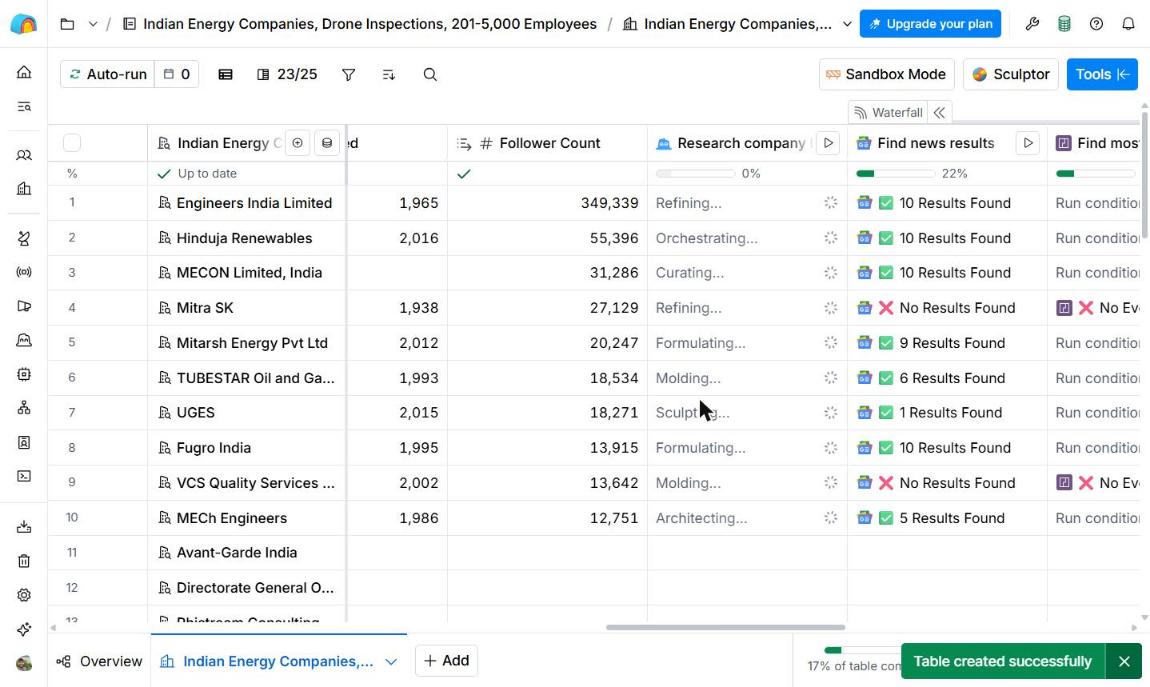 / Indian Energy Companies, Drone Inspections, 201-5,000 Employees / Indian Energy Companies,... Upgrade your plan
Auto-run 0 23/25 Sandbox Mode Sculptor Tools
Waterfall
Indian Energy C ed # Follower Count Research company Find news results Find mos
% Up to date 0% 22%
1 Engineers India Limited 1,965 349,339 Refining... 10 Results Found Run conditio
2 Hinduja Renewables 2,016 55,396 Orchestrating... 10 Results Found Run conditio
3 MECON Limited, India 31,286 Curating... 10 Results Found Run conditio
4 Mitra SK 1,938 27,129 Refining... No Results Found No Ev
5 Mitarsh Energy Pvt Ltd 2,012 20,247 Formulating... 9 Results Found Run conditio
6 TUBESTAR Oil and Ga... 1,993 18,534 Molding... 6 Results Found Run conditio
7 UGES 2,015 18,271 1 Results Found Run conditio
8 Fugro India 1,995 13,915 Formulating... 10 Results Found Run conditio
9 VCS Quality Services ... 2,002 13,642 Molding... No Results Found No Ev
10 MECh Engineers 1,986 12,751 Architecting... 5 Results Found Run conditio
11 Avant-Garde India
12 Directorate General O...
13
Overview Indian Energy Companies,... + Add 17% of table com Table created successfully